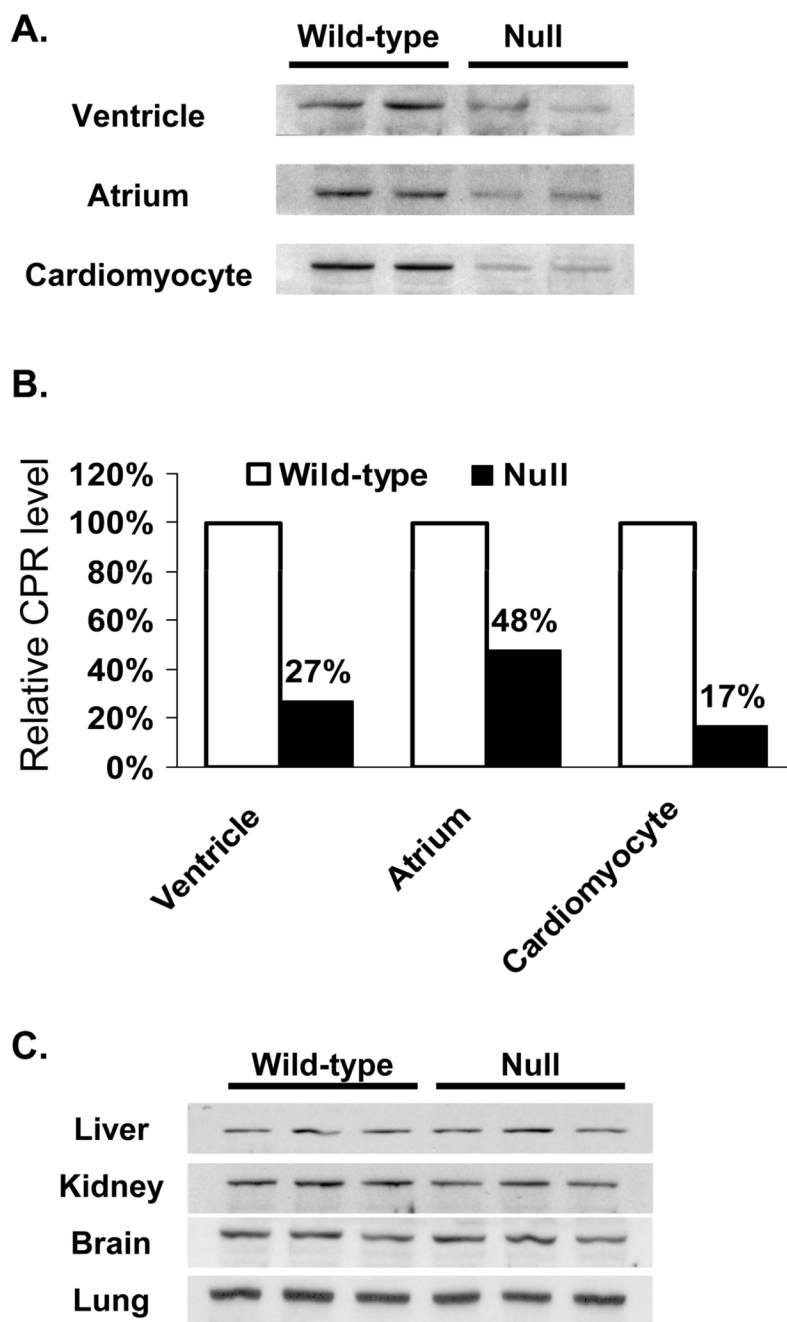 A.
Wild-type Null
Ventricle
Atrium
Cardiomyocyte
B.
Relative CPR level
120%
100%
80%
60%
40%
20%
0%
Wild-type Null
27%
48%
17%
Ventricle
Atrium
Cardiomyocyte
C.
Wild-type Null
Liver
Kidney
Brain
Lung